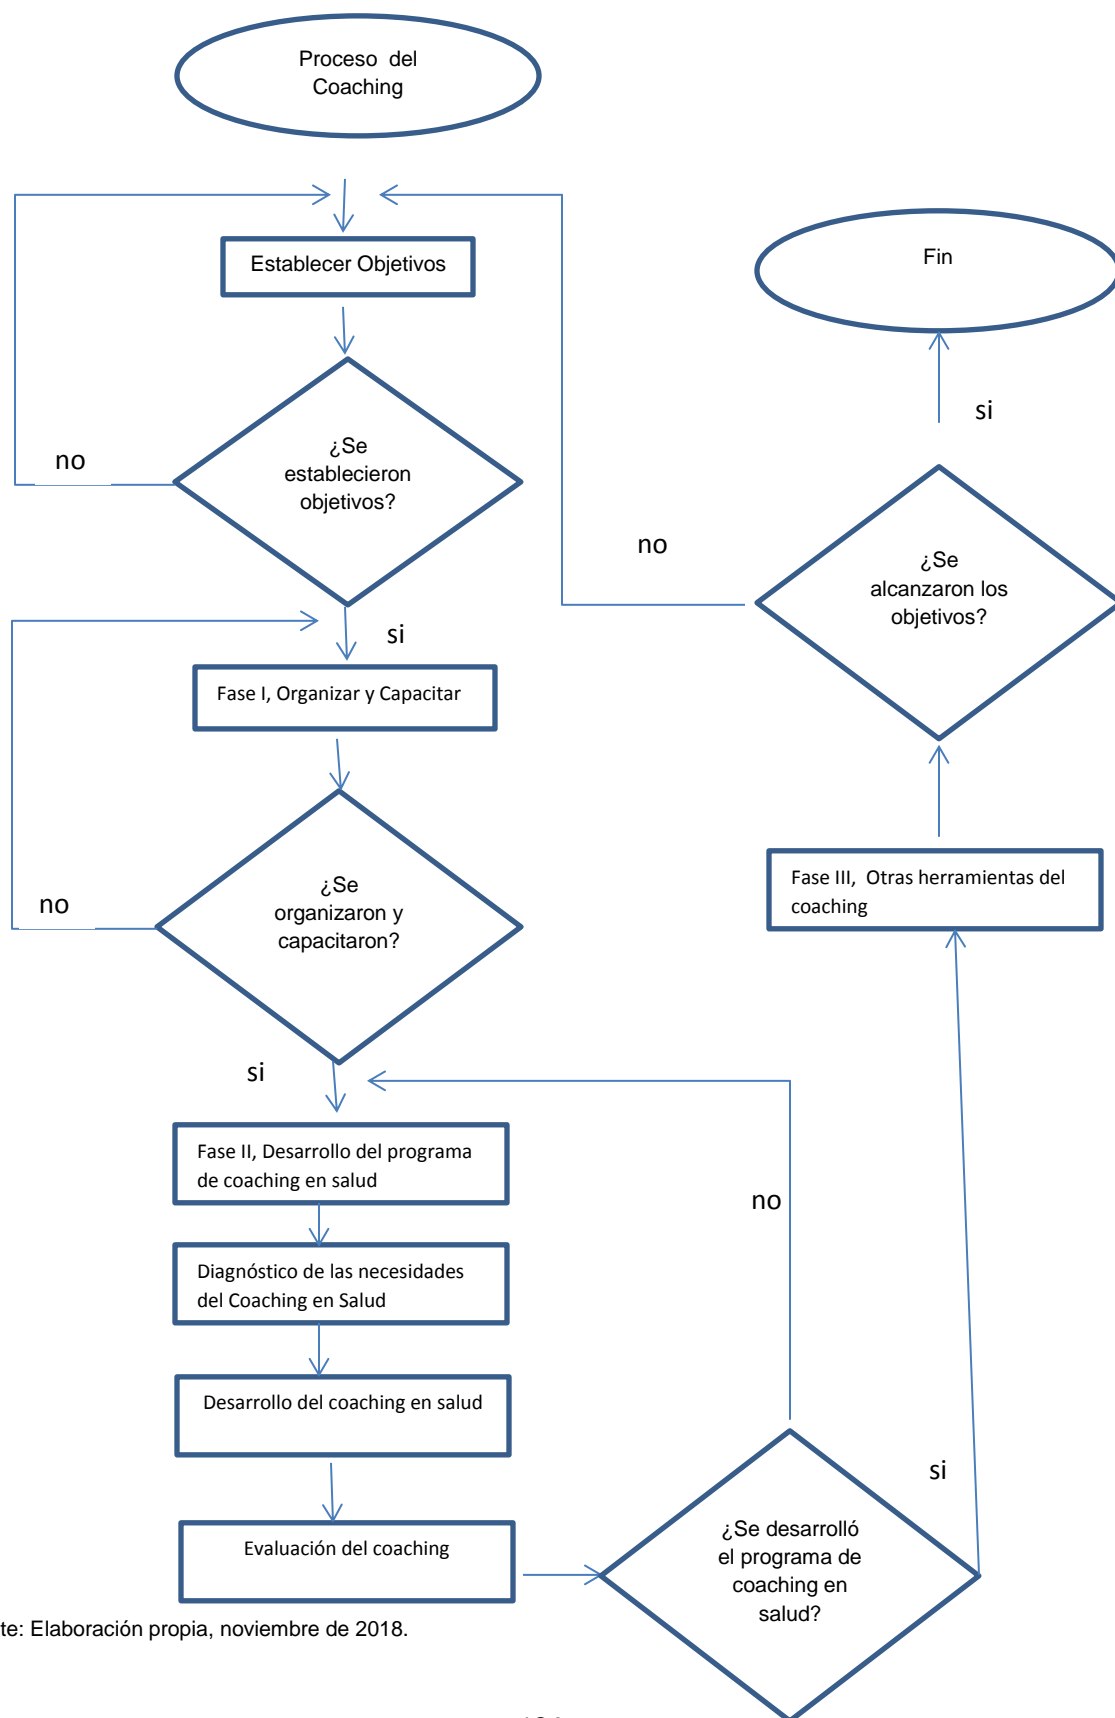 Proceso del
Coaching
Establecer Objetivos
¿Se
establecieron
objetivos?
no
si
Fase I, Organizar y Capacitar
¿Se
organizaron y
capacitaron?
no
si
Fase II, Desarrollo del programa
de coaching en salud
Diagnóstico de las necesidades
del Coaching en Salud
Desarrollo del coaching en salud
Evaluación del coaching
¿Se desarrolló
el programa de
coaching en
salud?
no
si
Fase III, Otras herramientas del
coaching
¿Se
alcanzaron los
objetivos?
no
si
Fin
te: Elaboración propia, noviembre de 2018.